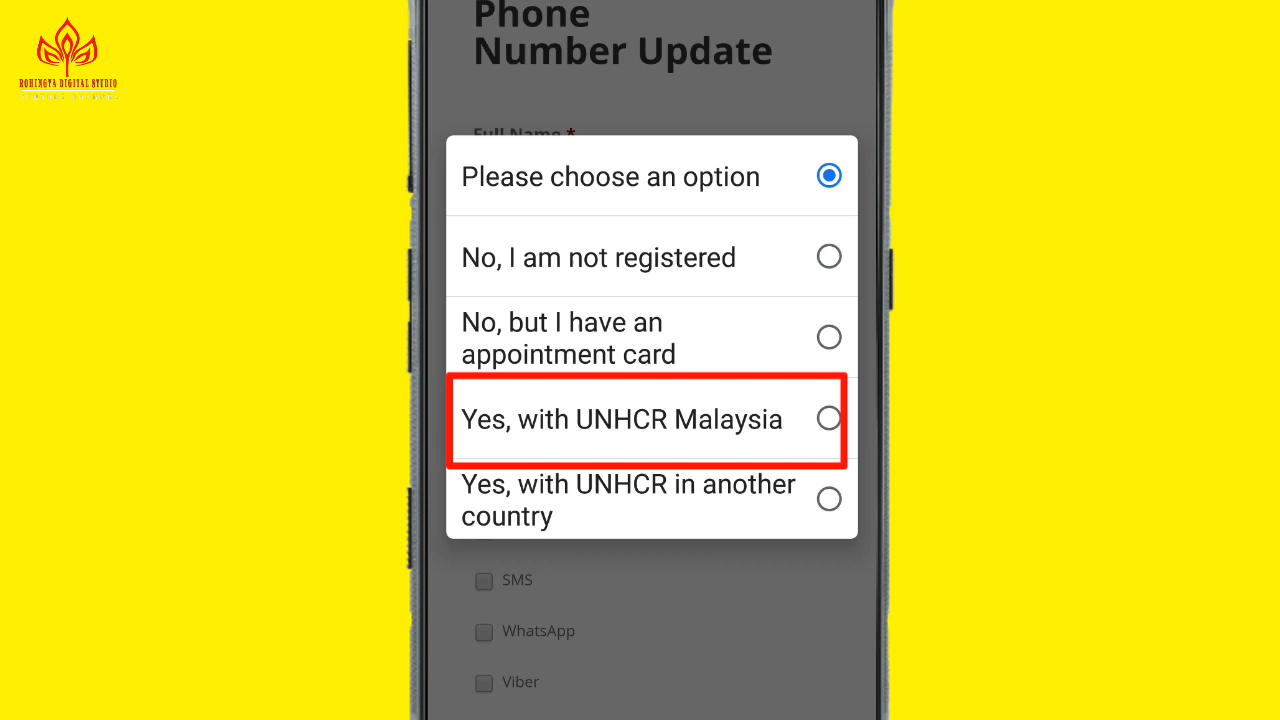 ROHINGYA DIGITAL STUDIO
Phone
Number Update
Full Name *
Please choose an option
No, I am not registered
No, but I have an
appointment card
Yes, with UNHCR Malaysia
Yes, with UNHCR in another
country
SMS
WhatsApp
Viber